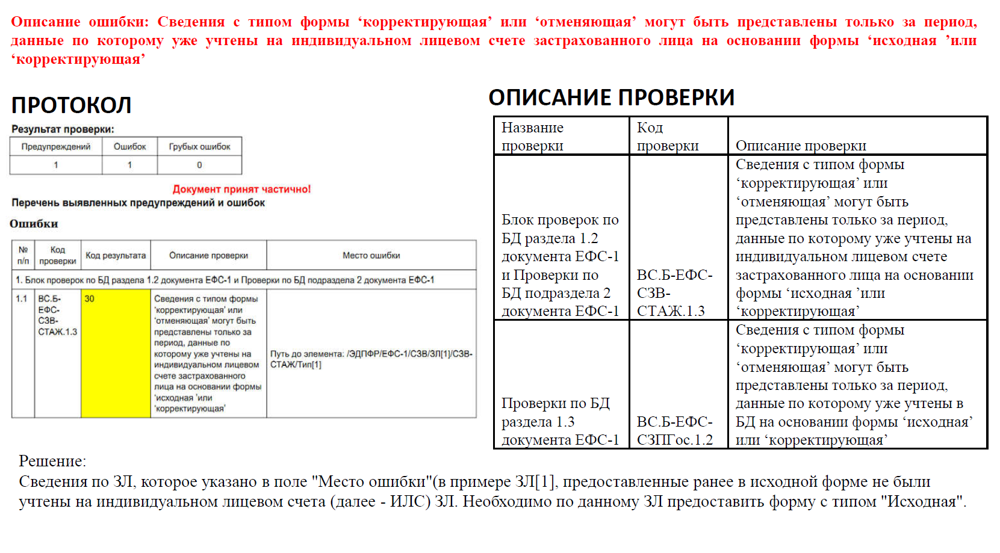 Описание ошибки: Сведения с типом формы ‘корректирующая’ или ‘отменяющая’ могут быть представлены только за период,
данные по которому уже учтены на индивидуальном лицевом счете застрахованного лица на основании формы ‘исходная ’или
‘корректирующая’
ПРОТОКОЛ
Результат проверки:
Предупреждений Ошибок Грубых ошибок
1 1 0
Документ принят частично!
Перечень выявленных предупреждений и ошибок
Ошибки
№ п/п Код проверки Код результата Описание проверки Место ошибки
1. Блок проверок по БД раздела 1.2 документа ЕФС-1 и Проверки по БД подраздела 2 документа ЕФС-1
1.1
ВС.Б-
ЕФС-
СЗВ-
СТАЖ.1.3
30
Сведения с типом формы
‘корректирующая’ или
‘отменяющая’ могут быть
представлены только за
период, данные по
которому уже учтены на
индивидуальном лицевом
счете застрахованного
лица на основании формы
‘исходная ’или
‘корректирующая’
Путь до элемента: /ЭДПФР/ЕФС-1/СЗВ/ЗЛ[1]/СЗВ-
СТАЖ/Тип[1]
ОПИСАНИЕ ПРОВЕРКИ
Название
проверки
Код
проверки
Описание проверки
Блок проверок по
БД раздела 1.2
документа ЕФС-1
и Проверки по
БД подраздела 2
документа ЕФС-1
ВС.Б-ЕФС-
СЗВ-
СТАЖ.1.3
Сведения с типом формы
‘корректирующая’ или
‘отменяющая’ могут быть
представлены только за период,
данные по которому уже учтены на
индивидуальном лицевом счете
застрахованного лица на основании
формы ‘исходная ’или
‘корректирующая’
Проверки по БД
раздела 1.3
документа ЕФС-1
ВС.Б-ЕФС-
СЗПГос.1.2
Сведения с типом формы
‘корректирующая’ или
‘отменяющая’ могут быть
представлены только за период,
данные по которому уже учтены в
БД на основании формы ‘исходная’
или ‘корректирующая’
Решение:
Сведения по ЗЛ, которое указано в поле "Место ошибки"(в примере ЗЛ[1], предоставленные ранее в исходной форме не были
учтены на индивидуальном лицевом счета (далее - ИЛС) ЗЛ. Необходимо по данному ЗЛ предоставить форму с типом "Исходная".